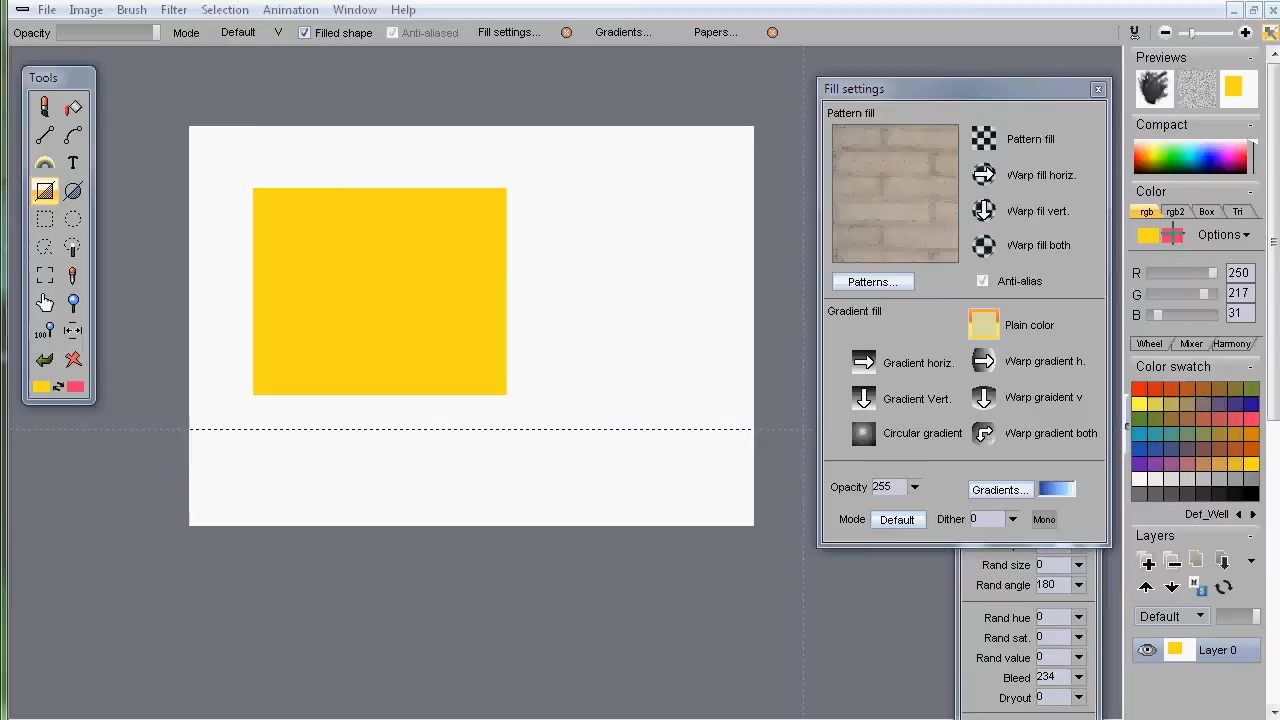 File Image Brush Filter Selection Animation Window Help
Opacity Mode Default V Filled shape Anti-aliased Fill settings... Gradients... Papers...
Tools
T
100%
Fill settings
Pattern fill
Pattern fill
Warp fill horiz.
Warp fil vert.
Warp fill both
Patterns... Anti-alias
Gradient fill
Plain color
Gradient horiz. Warp gradient h.
Gradient Vert. Warp graident v
Circular gradient Warp gradient both
Opacity 255 Gradients...
Mode Default Dither 0 Mono
Rand size 0
Rand angle 180
Rand hue 0
Rand sat. 0
Rand value 0
Bleed 234
Dryout 0
Previews
Compact
Color
rgb rgb2 Box Tri
Options
R 250
G 217
B 31
Wheel Mixer Harmony
Color swatch
Def_Well
Layers
M S
Default
Layer 0